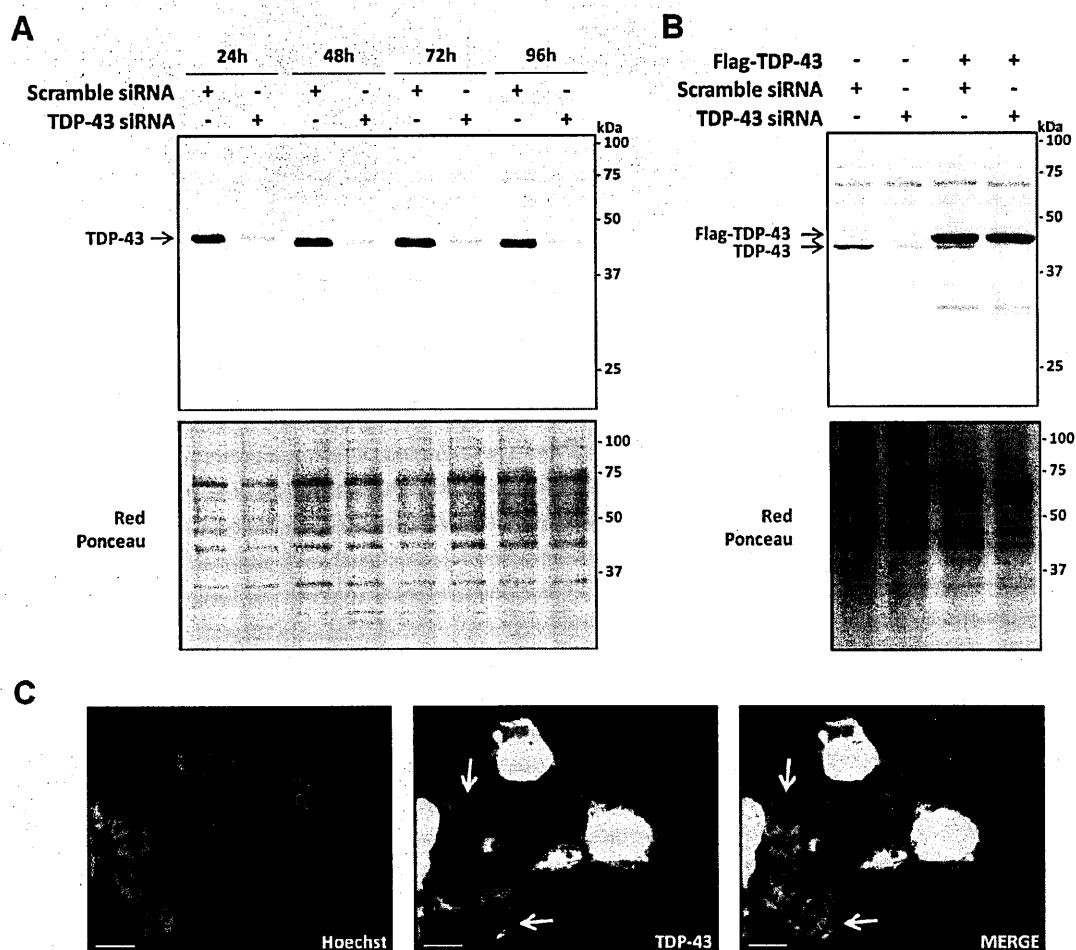 A
24h 48h 72h 96h
Scramble siRNA + - + - + - + -
TDP-43 siRNA - + - + - + - +
kDa
- 100
- 75
- 50
TDP-43 →
- 37
- 25
Red
Ponceau
- 100
- 75
- 50
- 37
B
Flag-TDP-43 - - + +
Scramble siRNA + - + -
TDP-43 siRNA - + - +
kDa
- 100
- 75
- 50
Flag-TDP-43 →
TDP-43 →
- 37
- 25
Red
Ponceau
- 100
- 75
- 50
- 37
C
Hoechst
TDP-43
MERGE